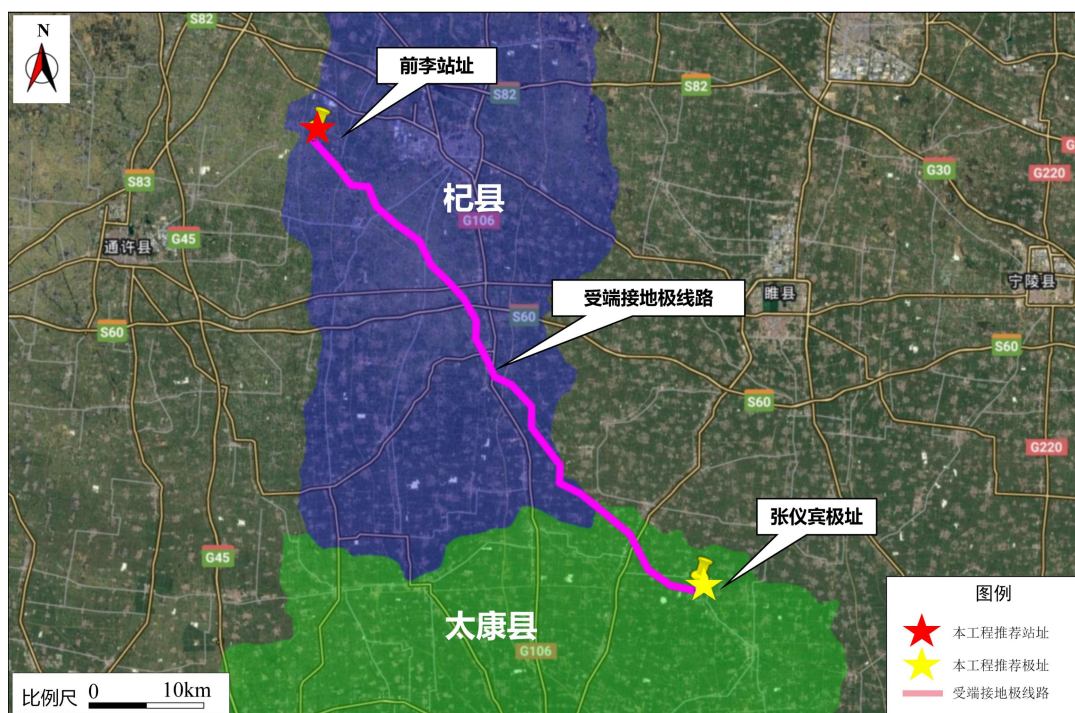 S82
N
前李站址
S82
S82
G30
G220
S83
杞县
G106
通许县
G45
受端接地极线路
睢县
宁陵县
S60
S60
S60
S60
G220
张仪宾极址
G45
太康县
G106
图例
本工程推荐站址
本工程推荐极址
受端接地极线路
比例尺 0 10km